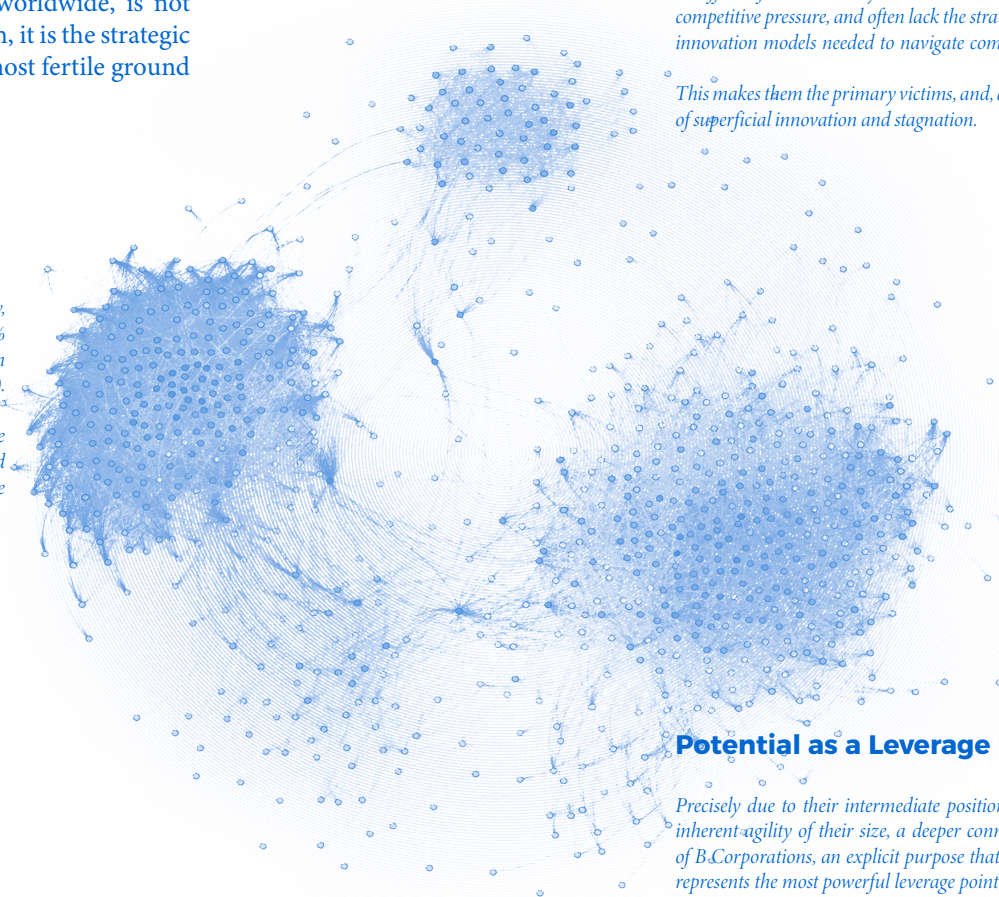 worldwide, is not
, it is the strategic
most fertile ground
competitive pressure, and often lack the stra
innovation models needed to navigate com
This makes them the primary victims, and,
of superficial innovation and stagnation.
Potential as a Leverage
Precisely due to their intermediate position
inherent agility of their size, a deeper conn
of B Corporations, an explicit purpose that
represents the most powerful leverage point